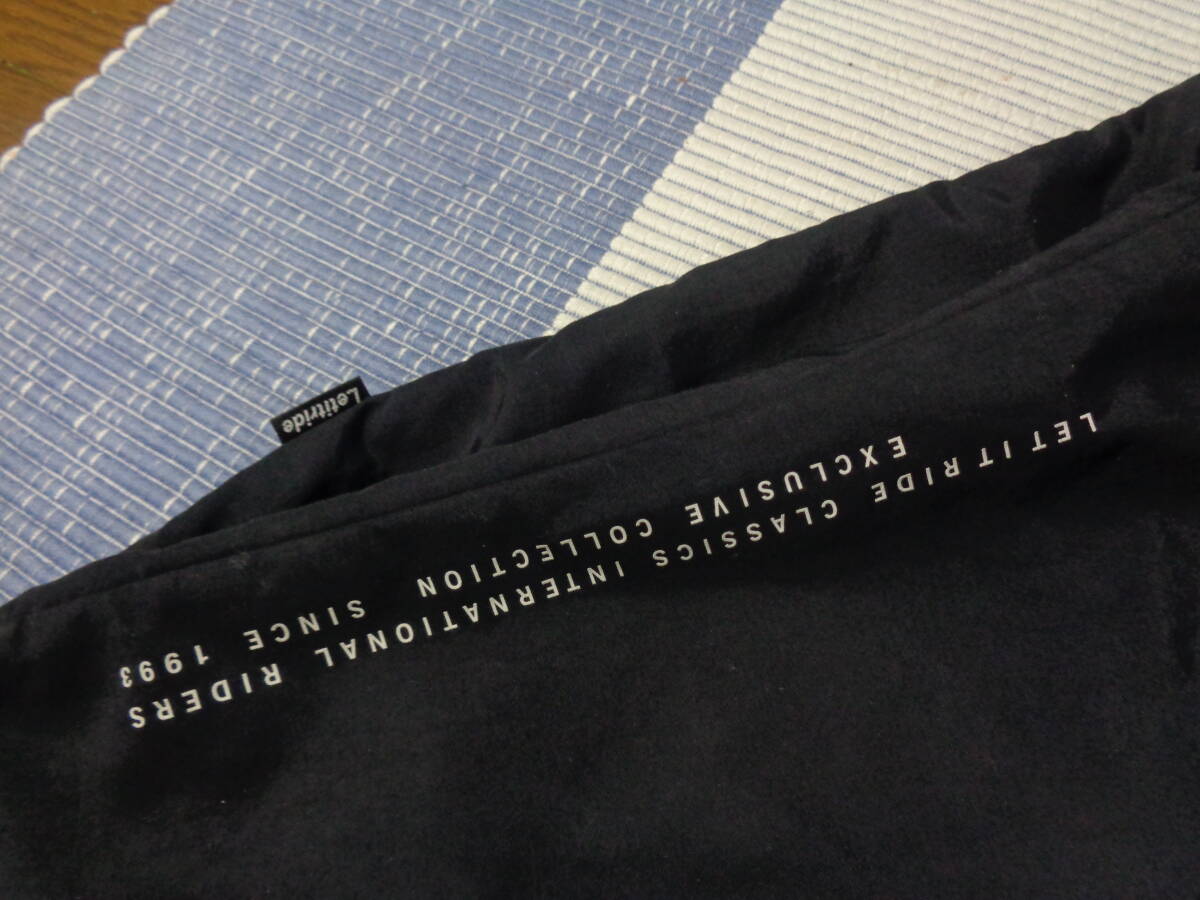 Letitride
LET IT RIDE CLASSICS INTERNATIONAL RIDERS
EXCLUSIVE COLLECTION SINCE 1993